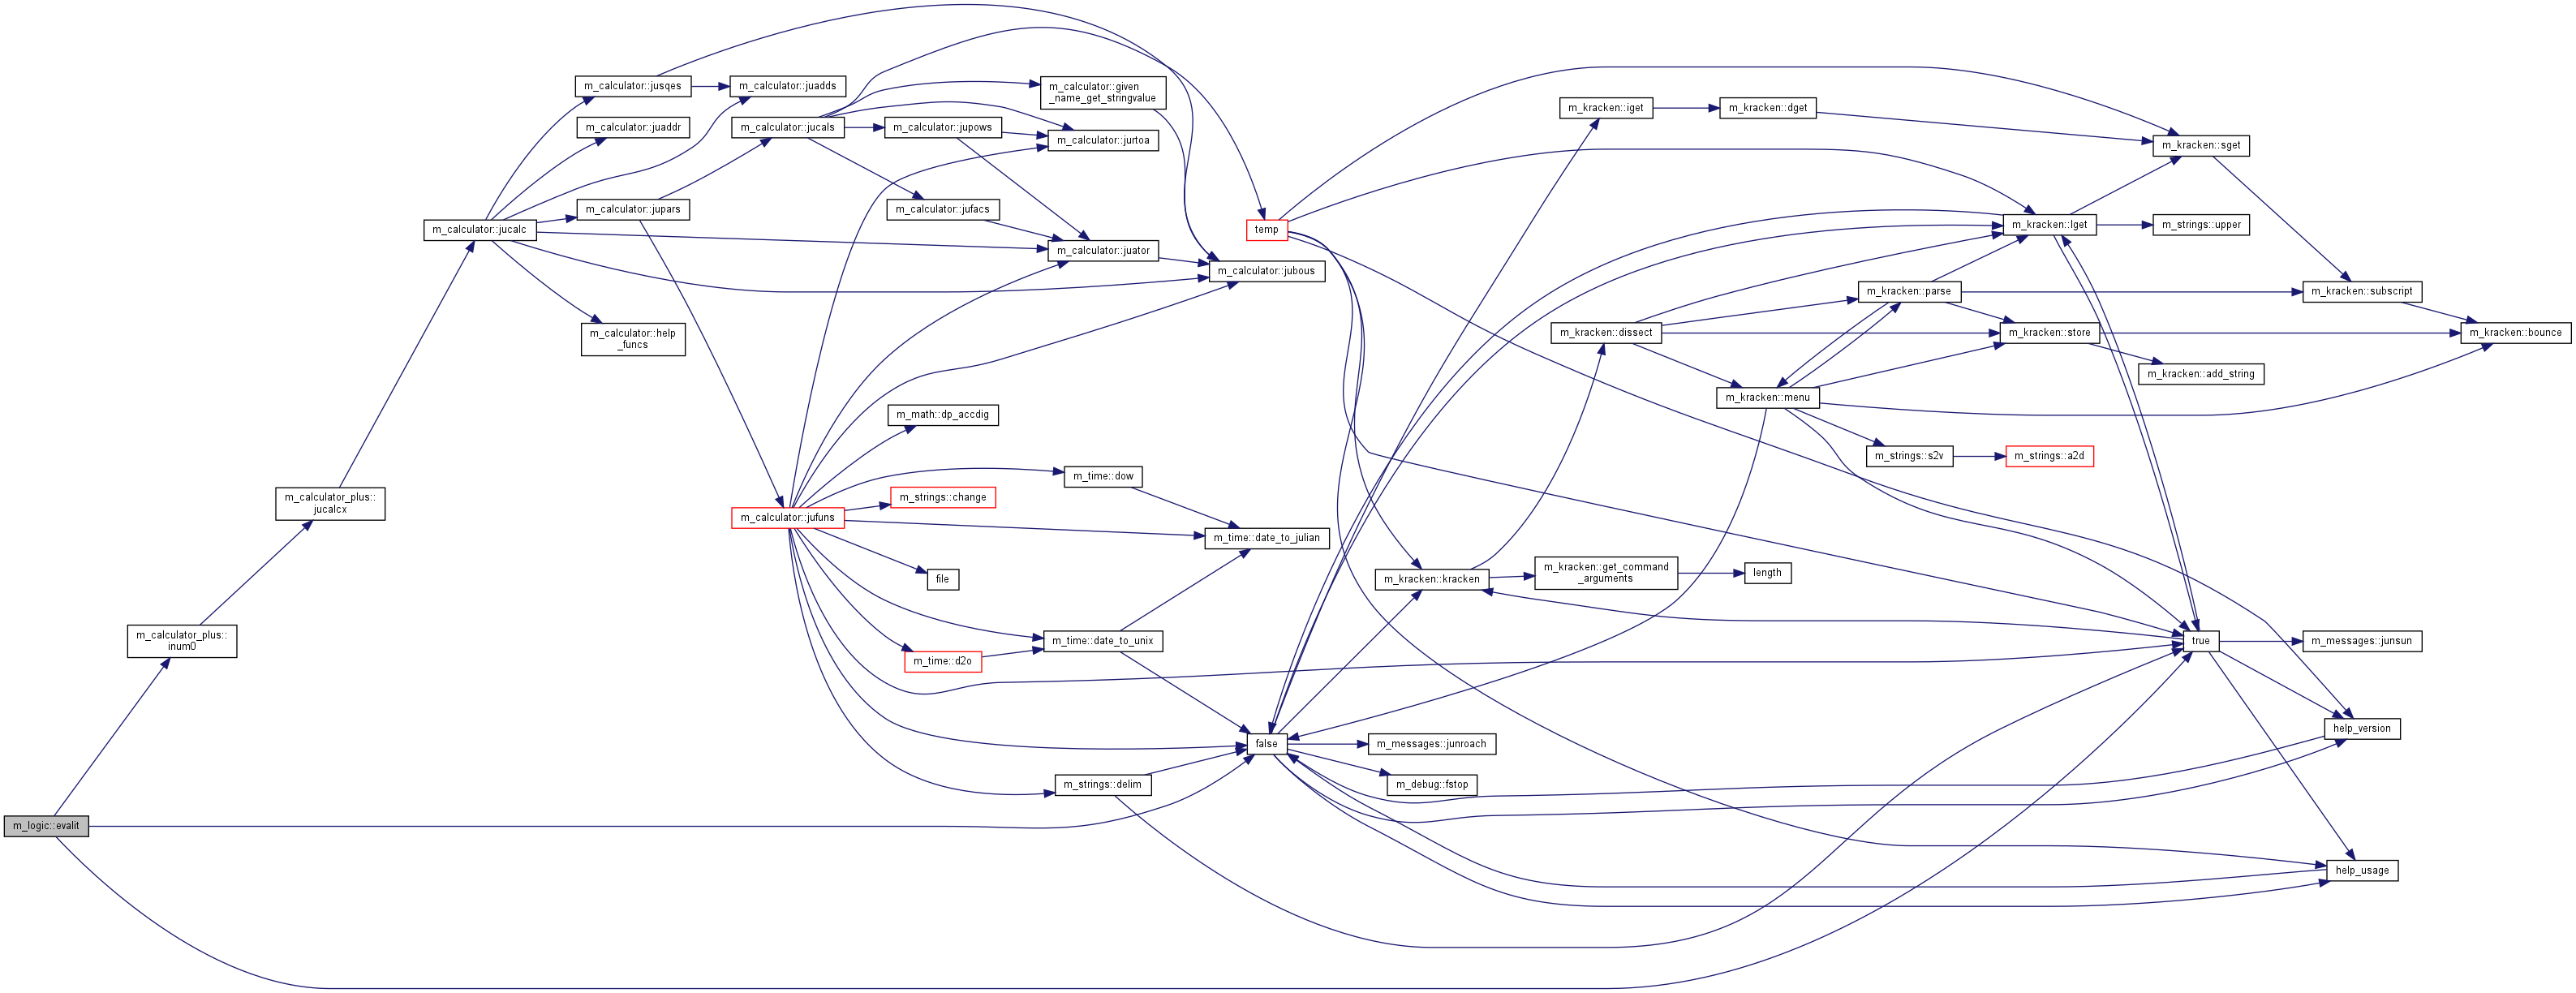 m_calculator::jusqes
m_calculator::juadds
m_calculator::given
_name_get_stringvalue
m_kracken::iget
m_kracken::dget
m_calculator::juaddr
m_calculator::jucals
m_calculator::jupows
m_calculator::jurtoa
m_kracken::sget
m_calculator::jupars
m_calculator::jufacs
m_calculator::jucalc
temp
m_kracken::lget
m_strings::upper
m_calculator::juator
m_calculator::jubous
m_kracken::parse
m_kracken::subscript
m_calculator::help
_funcs
m_kracken::dissect
m_kracken::store
m_kracken::bounce
m_kracken::add_string
m_kracken::menu
m_math::dp_accdig
m_strings::s2v
m_strings::a2d
m_time::dow
m_calculator_plus::
jucalcx
m_strings::change
m_calculator::jufuns
m_time::date_to_julian
file
m_kracken::kracken
m_kracken::get_command
_arguments
length
m_calculator_plus::
inum0
m_time::date_to_unix
true
m_messages::junsun
m_time::d2o
help_version
false
m_messages::junroach
m_strings::delim
m_debug::fstop
m_logic::evalit
help_usage